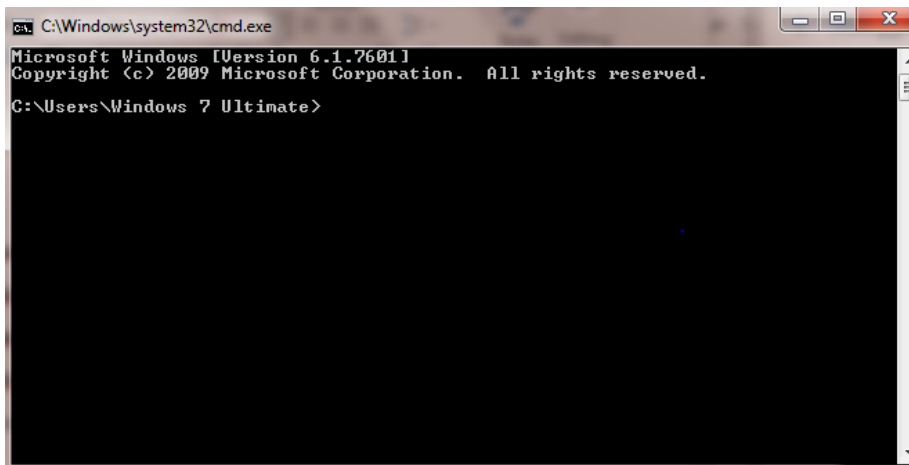 C:\Windows\system32\cmd.exe
Microsoft Windows [Version 6.1.7601]
Copyright (c) 2009 Microsoft Corporation.  All rights reserved.
C:\Users\Windows 7 Ultimate>